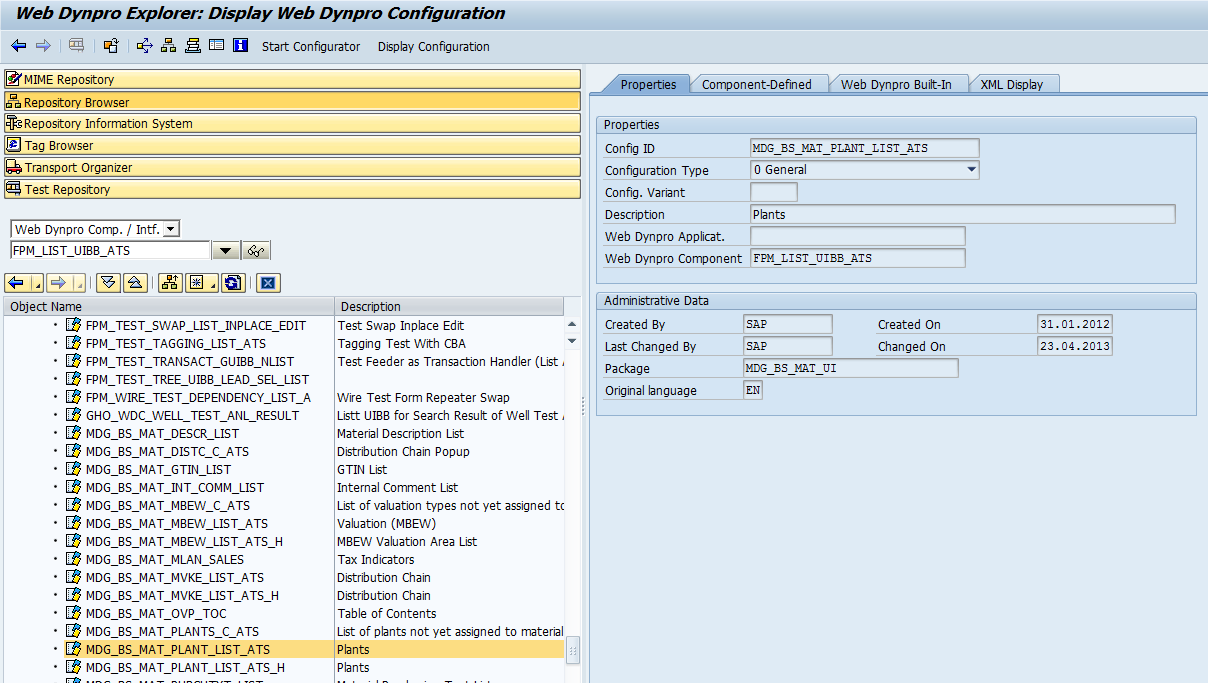 Web Dynpro Explorer: Display Web Dynpro Configuration
Start Configurator Display Configuration
MIME Repository
Repository Browser
Repository Information System
Tag Browser
Transport Organizer
Test Repository
Web Dynpro Comp. / Intf.
FPM_LIST_UIBB_ATS
Object Name Description
FPM_TEST_SWAP_LIST_INPLACE_EDIT Test Swap Inplace Edit
FPM_TEST_TAGGING_LIST_ATS Tagging Test With CBA
FPM_TEST_TRANSACT_GUIBB_NLIST Test Feeder as Transaction Handler (List
FPM_TEST_TREE_UIBB_LEAD_SEL_LIST
FPM_WIRE_TEST_DEPENDENCY_LIST_A Wire Test Form Repeater Swap
GHO_WDC_WELL_TEST_ANL_RESULT Listt UIBB for Search Result of Well Test
MDG_BS_MAT_DESCR_LIST Material Description List
MDG_BS_MAT_DISTC_C_ATS Distribution Chain Popup
MDG_BS_MAT_GTIN_LIST GTIN List
MDG_BS_MAT_INT_COMM_LIST Internal Comment List
MDG_BS_MAT_MBEW_C_ATS List of valuation types not yet assigned to
MDG_BS_MAT_MBEW_LIST_ATS Valuation (MBEW)
MDG_BS_MAT_MBEW_LIST_ATS_H MBEW Valuation Area List
MDG_BS_MAT_MLAN_SALES Tax Indicators
MDG_BS_MAT_MVKE_LIST_ATS Distribution Chain
MDG_BS_MAT_MVKE_LIST_ATS_H Distribution Chain
MDG_BS_MAT_OVP_TOC Table of Contents
MDG_BS_MAT_PLANTS_C_ATS List of plants not yet assigned to material
MDG_BS_MAT_PLANT_LIST_ATS Plants
MDG_BS_MAT_PLANT_LIST_ATS_H Plants
Properties Component-Defined Web Dynpro Built-In XML Display
Properties
Config ID MDG_BS_MAT_PLANT_LIST_ATS
Configuration Type 0 General
Config. Variant
Description Plants
Web Dynpro Applicat.
Web Dynpro Component FPM_LIST_UIBB_ATS
Administrative Data
Created By SAP Created On 31.01.2012
Last Changed By SAP Changed On 23.04.2013
Package MDG_BS_MAT_UI
Original language EN